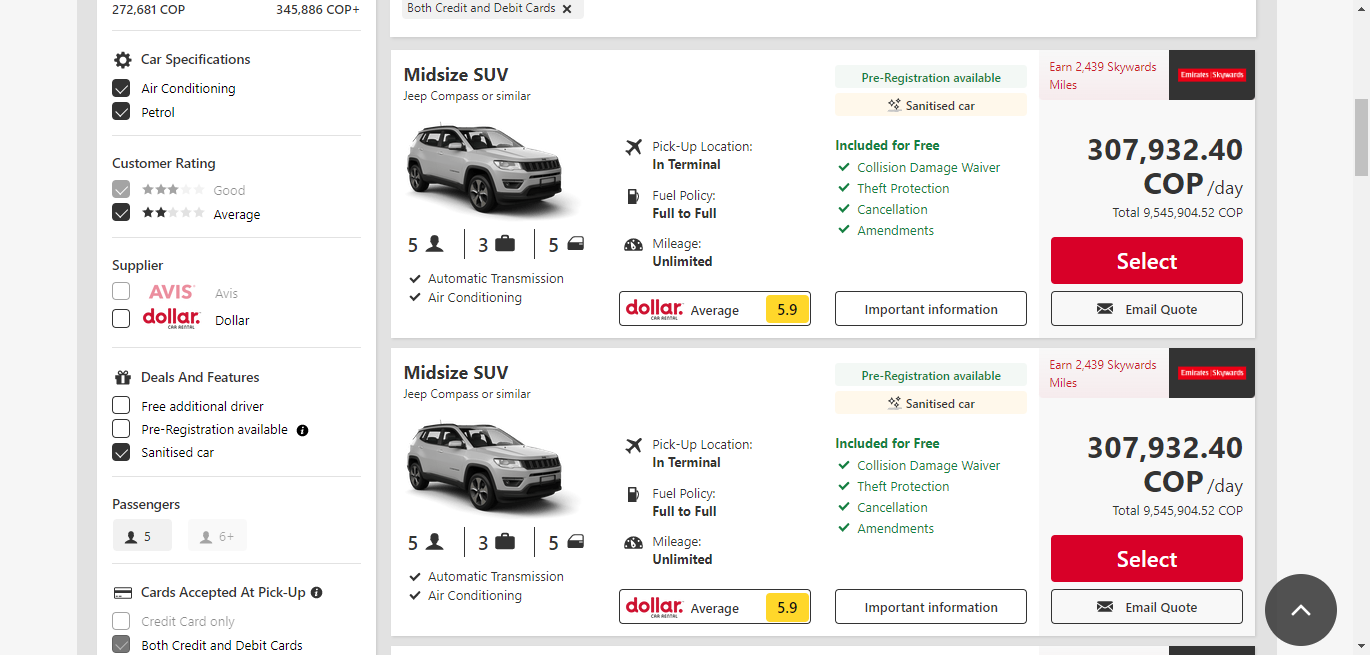 272,681 COP
345,886 COP+
Car Specifications
Air Conditioning
Petrol
Customer Rating
Good
Average
Supplier
AVIS
Avis
dollar.
CAR RENTAL
Dollar
Deals And Features
Free additional driver
Pre-Registration available
Sanitised car
Passengers
5
6+
Cards Accepted At Pick-Up
Credit Card only
Both Credit and Debit Cards
Both Credit and Debit Cards
Midsize SUV
Jeep Compass or similar
5
3
5
Automatic Transmission
Air Conditioning
Pick-Up Location:
In Terminal
Fuel Policy:
Full to Full
Mileage:
Unlimited
dollar.
CAR RENTAL
Average
5.9
Pre-Registration available
Sanitised car
Included for Free
Collision Damage Waiver
Theft Protection
Cancellation
Amendments
Important information
Earn 2,439 Skywards
Miles
Emirates Skywards
307,932.40
COP /day
Total 9,545,904.52 COP
Select
Email Quote
Midsize SUV
Jeep Compass or similar
5
3
5
Automatic Transmission
Air Conditioning
Pick-Up Location:
In Terminal
Fuel Policy:
Full to Full
Mileage:
Unlimited
dollar.
CAR RENTAL
Average
5.9
Pre-Registration available
Sanitised car
Included for Free
Collision Damage Waiver
Theft Protection
Cancellation
Amendments
Important information
Earn 2,439 Skywards
Miles
Emirates Skywards
307,932.40
COP /day
Total 9,545,904.52 COP
Select
Email Quote